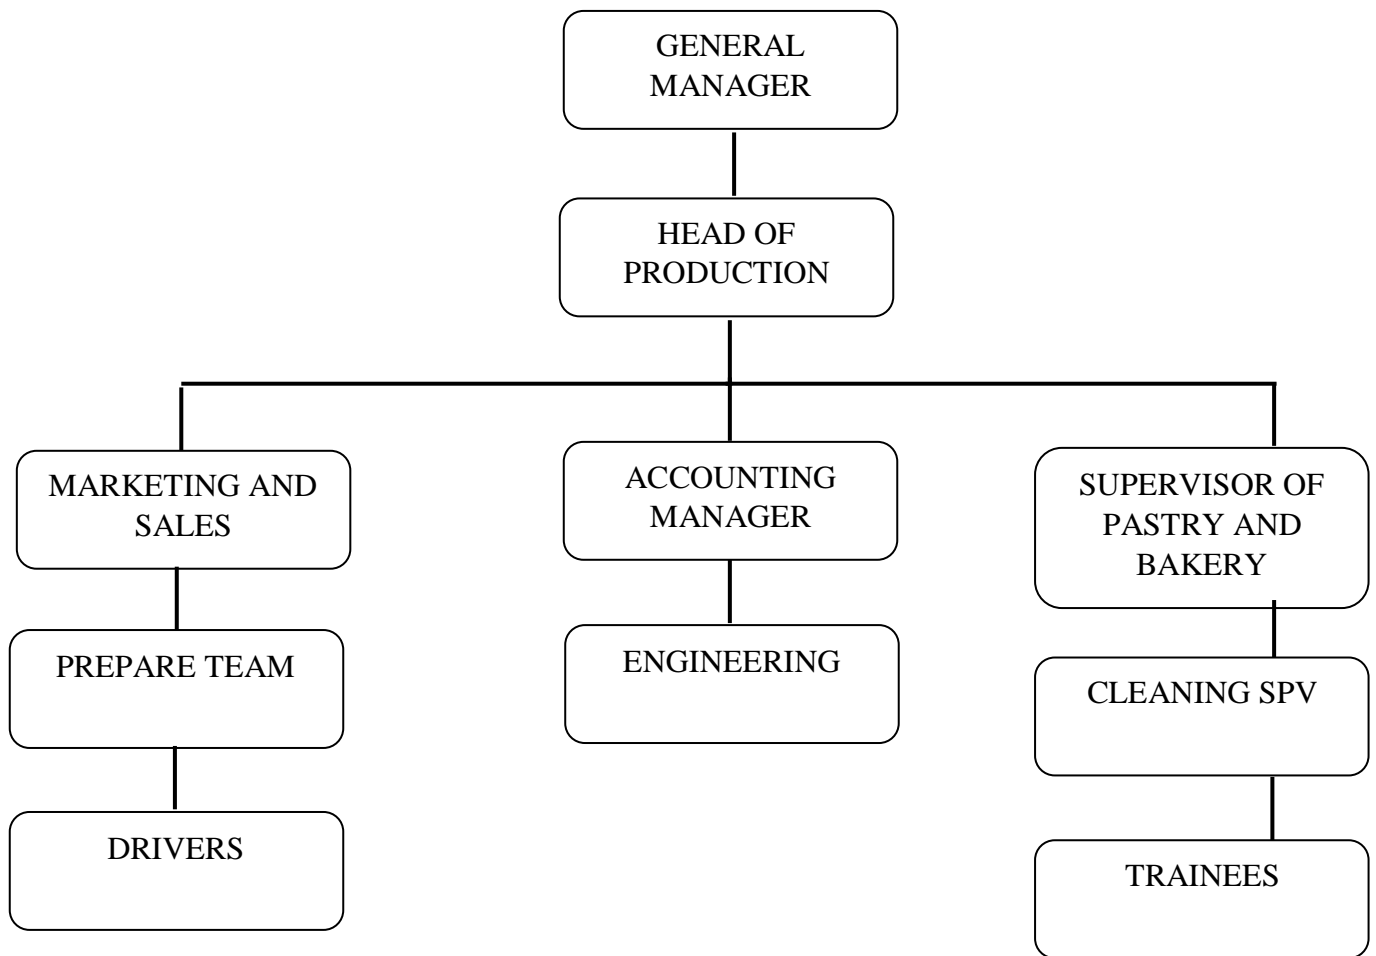 GENERAL
MANAGER
HEAD OF
PRODUCTION
MARKETING AND
SALES
ACCOUNTING
MANAGER
SUPERVISOR OF
PASTRY AND
BAKERY
PREPARE TEAM
ENGINEERING
CLEANING SPV
DRIVERS
TRAINEES